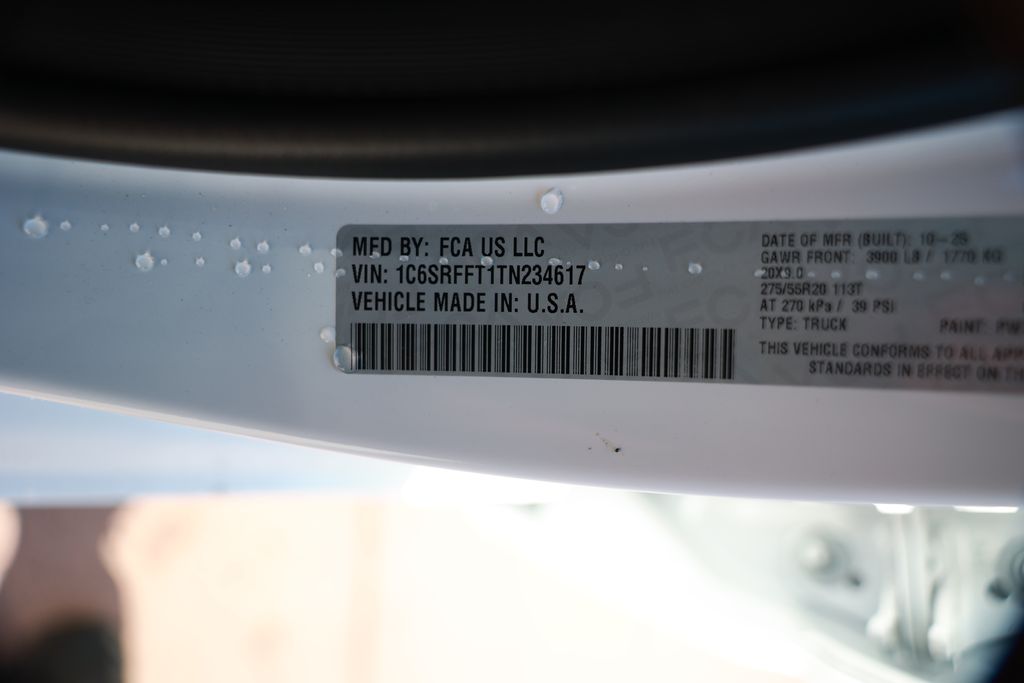 MFD BY: FCA US LLC
VIN: 1C6SRFFT1TN234617
VEHICLE MADE IN: U.S.A.
DATE OF MFR (BUILT): 10-25
GAWR FRONT: 3900 LB / 1770 KG
20X9.0
275/55R20 113T
AT 270 kPa / 39 PSI
TYPE: TRUCK PAINT: PW
THIS VEHICLE CONFORMS TO ALL
STANDARDS IN EFFECT ON